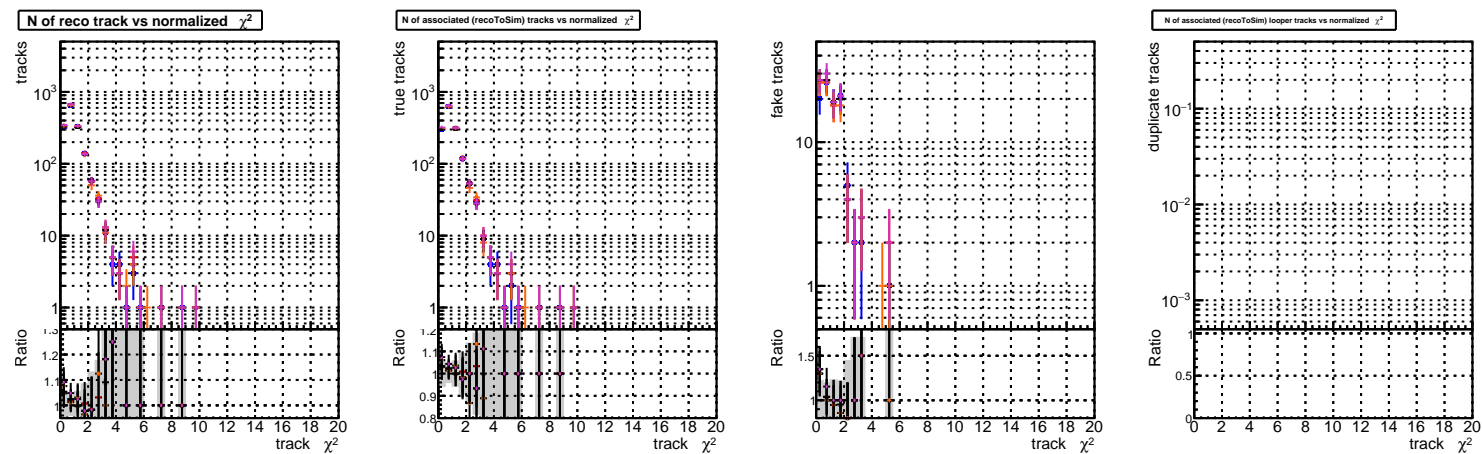 N of reco track vs normalized χ²
N of associated (recoToSim) tracks vs normalized χ²
N of associated (recoToSim) looper tracks vs normalized χ²
tracks
10³
10²
10
1
Ratio
1.3
1.2
1.1
1
0 2 4 6 8 10 12 14 16 18 20
track χ²
true tracks
10³
10²
10
1
Ratio
1.2
1.1
1
0.9
0.8
0 2 4 6 8 10 12 14 16 18 20
track χ²
fake tracks
10
1
Ratio
1.5
1
0 2 4 6 8 10 12 14 16 18 20
track χ²
duplicate tracks
10⁻¹
10⁻²
10⁻³
Ratio
1
0.5
0
0 2 4 6 8 10 12 14 16 18 20
track χ²